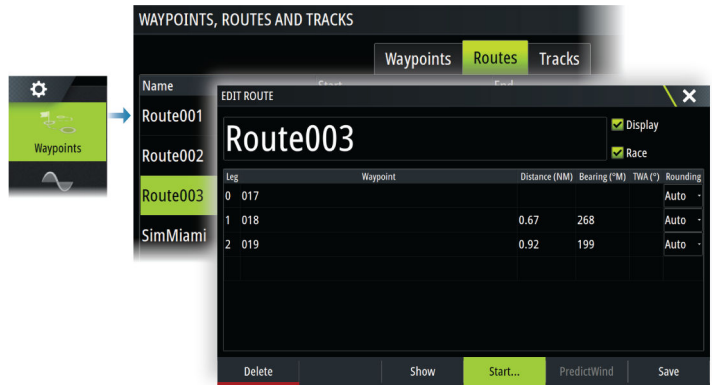 WAYPOINTS, ROUTES AND TRACKS
Waypoints Routes Tracks
Name Start End
Waypoints
Route001
Route002
Route003
SimMiami
EDIT ROUTE
Route003
Display
Race
Leg Waypoint Distance (NM) Bearing (°M) TWA (°) Rounding
0 017 Auto
1 018 0.67 268 Auto
2 019 0.92 199 Auto
Delete Show Start... PredictWind Save